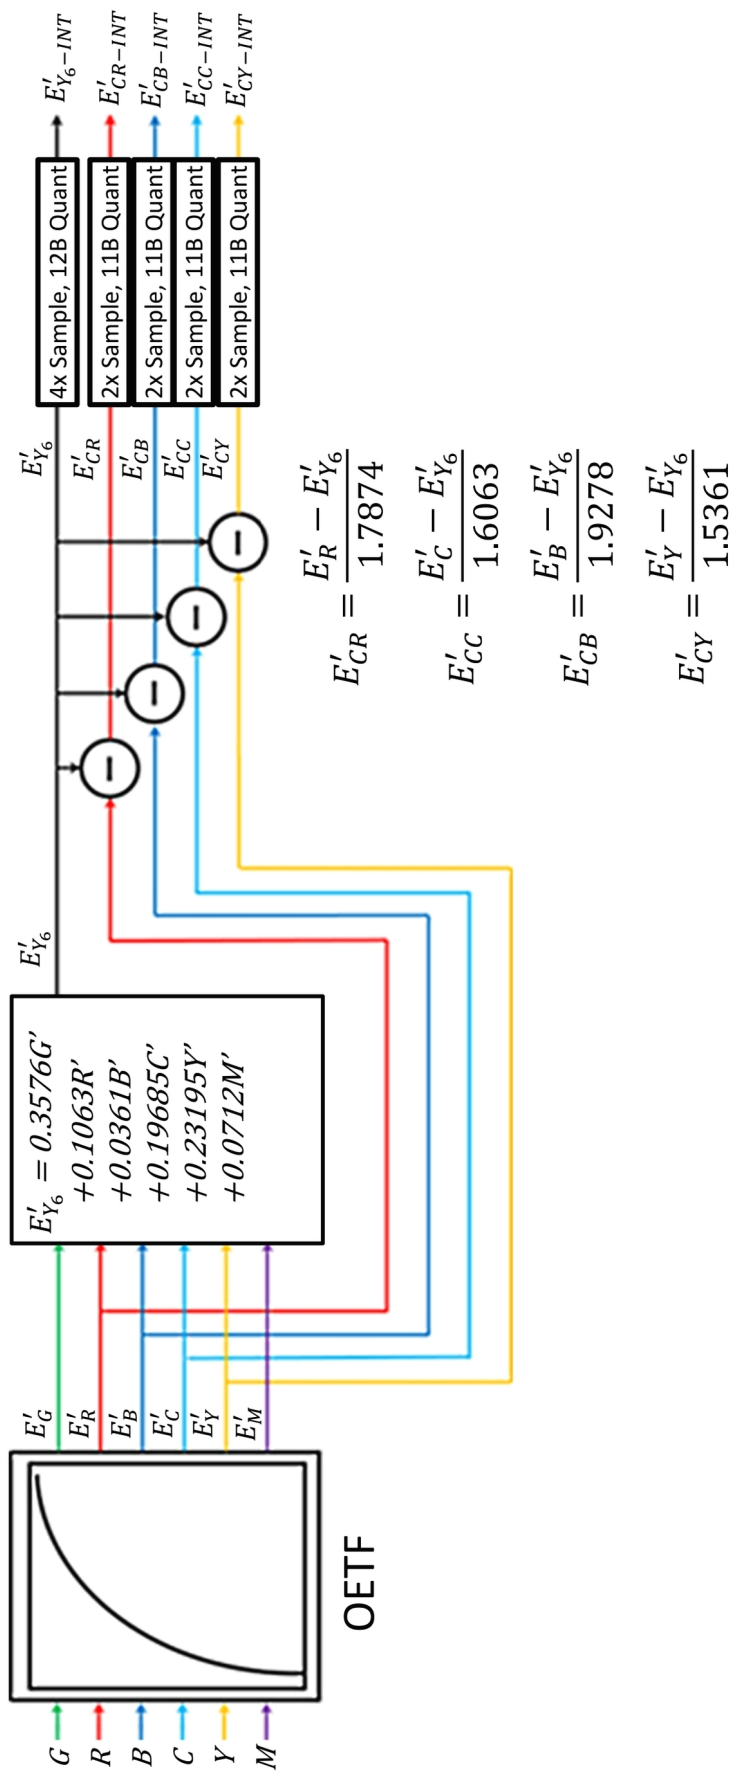 G
R
B
C
Y
M
OETF
E′G
E′R
E′B
E′C
E′Y
E′M
E′Y6 = 0.3576G'
+0.1063R'
+0.0361B'
+0.19685C'
+0.23195Y'
+0.0712M'
E′Y6
−
−
−
−
E′Y6
E′CR
E′CB
E′CC
E′CY
4x Sample, 12B Quant
2x Sample, 11B Quant
2x Sample, 11B Quant
2x Sample, 11B Quant
2x Sample, 11B Quant
E′Y6−INT
E′CR−INT
E′CB−INT
E′CC−INT
E′CY−INT
E′CR = E′R − E′Y6
1.7874
E′CC = E′C − E′Y6
1.6063
E′CB = E′B − E′Y6
1.9278
E′CY = E′Y − E′Y6
1.5361